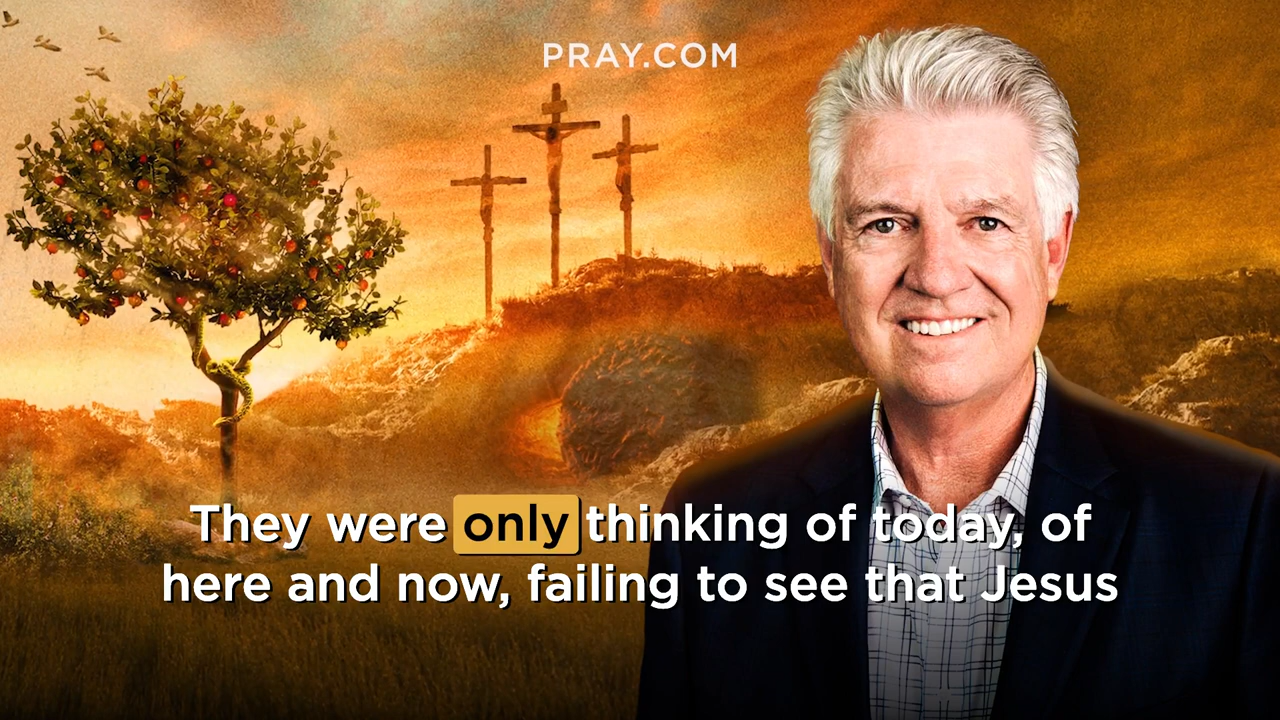 PRAY.COM
They were only thinking of today, of
here and now, failing to see that Jesus